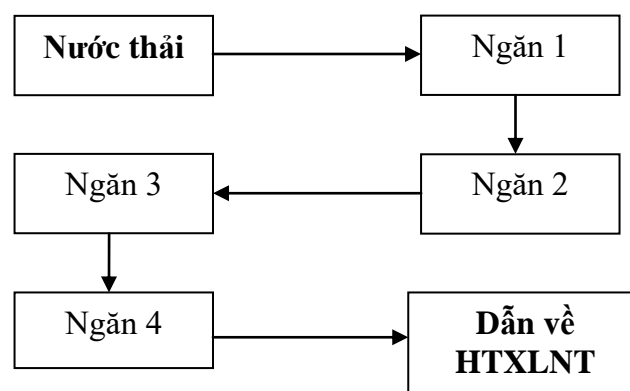 Nước thải
Ngăn 1
Ngăn 2
Ngăn 3
Ngăn 4
Dẫn về
HTXLNT